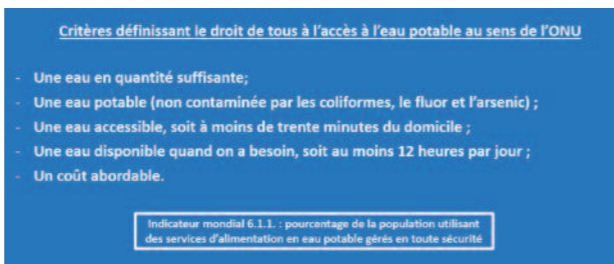 Critères définissant le droit de tous à l'accès à l'eau potable au sens de l'ONU
- Une eau en quantité suffisante;
- Une eau potable (non contaminée par les coliformes, le fluor et l'arsenic) ;
- Une eau accessible, soit à moins de trente minutes du domicile ;
- Une eau disponible quand on a besoin, soit au moins 12 heures par jour ;
- Un coût abordable.
Indicateur mondial 6.1.1. : pourcentage de la population utilisant
des services d'alimentation en eau potable gérés en toute sécurité